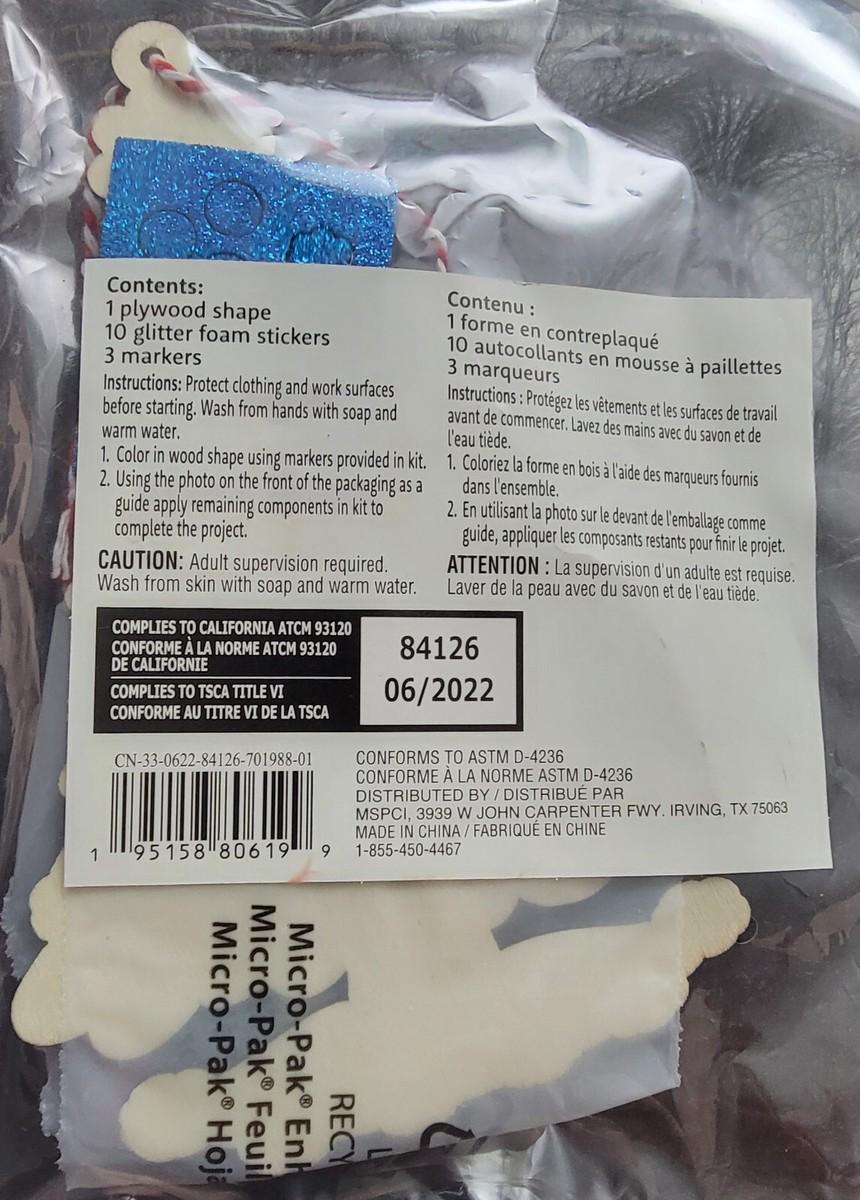 Contents:
1 plywood shape
10 glitter foam stickers
3 markers
Instructions: Protect clothing and work surfaces
before starting. Wash from hands with soap and
warm water.
1. Color in wood shape using markers provided in kit.
2. Using the photo on the front of the packaging as a
guide apply remaining components in kit to
complete the project.
CAUTION: Adult supervision required.
Wash from skin with soap and warm water.
Contenu :
1 forme en contreplaqué
10 autocollants en mousse à paillettes
3 marqueurs
Instructions : Protégez les vêtements et les surfaces de travail
avant de commencer. Lavez des mains avec du savon et de
l'eau tiède.
1. Coloriez la forme en bois à l'aide des marqueurs fournis
dans l'ensemble.
2. En utilisant la photo sur le devant de l'emballage comme
guide, appliquer les composants restants pour finir le projet.
ATTENTION : La supervision d'un adulte est requise.
Laver de la peau avec du savon et de l'eau tiède.
COMPLIES TO CALIFORNIA ATCM 93120
CONFORME À LA NORME ATCM 93120
DE CALIFORNIE
COMPLIES TO TSCA TITLE VI
CONFORME AU TITRE VI DE LA TSCA
84126
06/2022
CN-33-0622-84126-701988-01
1 95158 80619 9
CONFORMS TO ASTM D-4236
CONFORME À LA NORME ASTM D-4236
DISTRIBUTED BY / DISTRIBUÉ PAR
MSPCI, 3939 W JOHN CARPENTER FWY. IRVING, TX 75063
MADE IN CHINA / FABRIQUÉ EN CHINE
1-855-450-4467
RECY
Micro-Pak® Enh
Micro-Pak® Feuil
Micro-Pak® Hoja